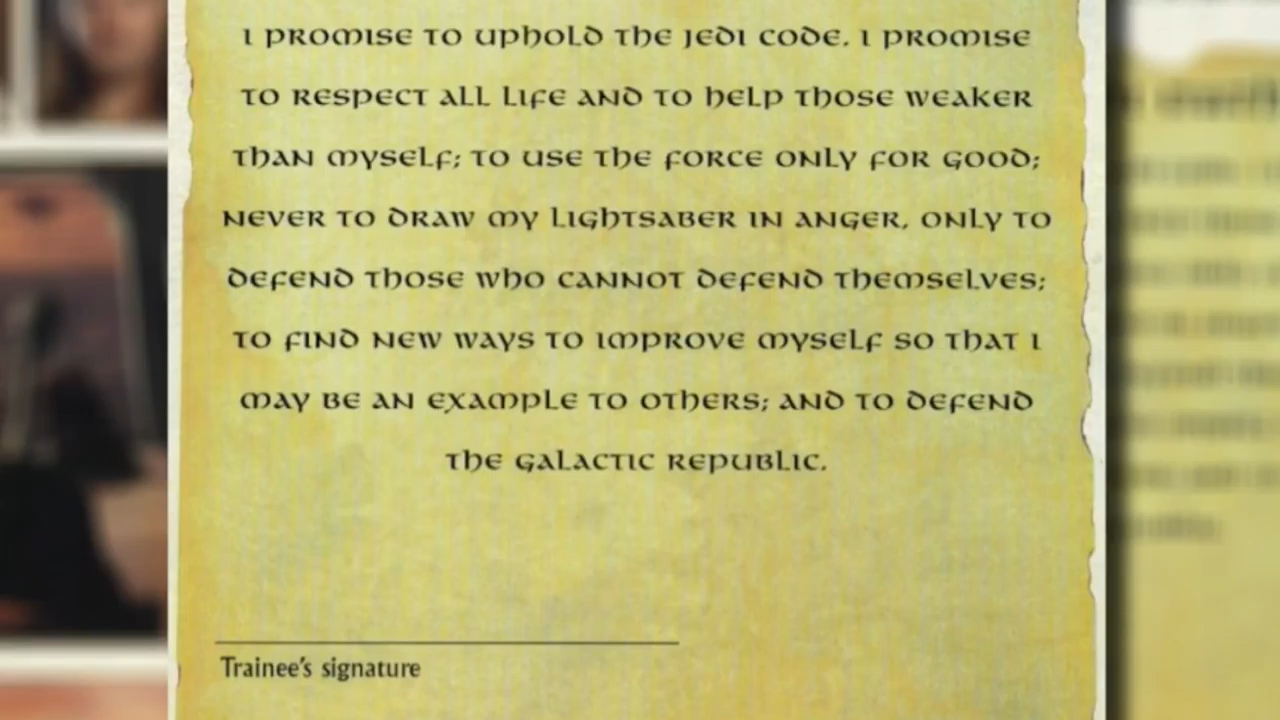 I PROMISE TO UPHOLD THE JEDI CODE. I PROMISE
TO RESPECT ALL LIFE AND TO HELP THOSE WEAKER
THAN MYSELF; TO USE THE FORCE ONLY FOR GOOD;
NEVER TO DRAW MY LIGHTSABER IN ANGER, ONLY TO
DEFEND THOSE WHO CANNOT DEFEND THEMSELVES;
TO FIND NEW WAYS TO IMPROVE MYSELF SO THAT I
MAY BE AN EXAMPLE TO OTHERS; AND TO DEFEND
THE GALACTIC REPUBLIC.
Trainee's signature